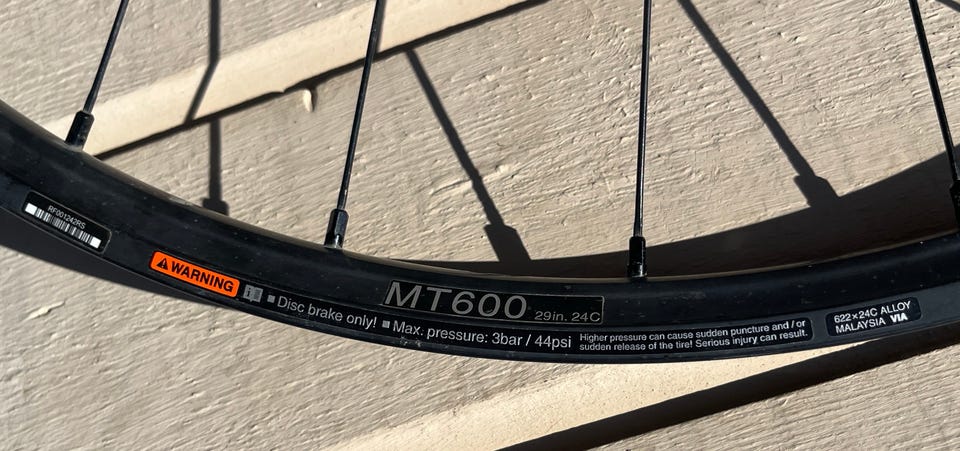 RF001242RS
WARNING
Disc brake only! ■ Max. pressure: 3bar / 44psi
MT600 29in. 24C
Higher pressure can cause sudden puncture and / or
sudden release of the tire! Serious injury can result.
622×24C ALLOY
MALAYSIA VIA